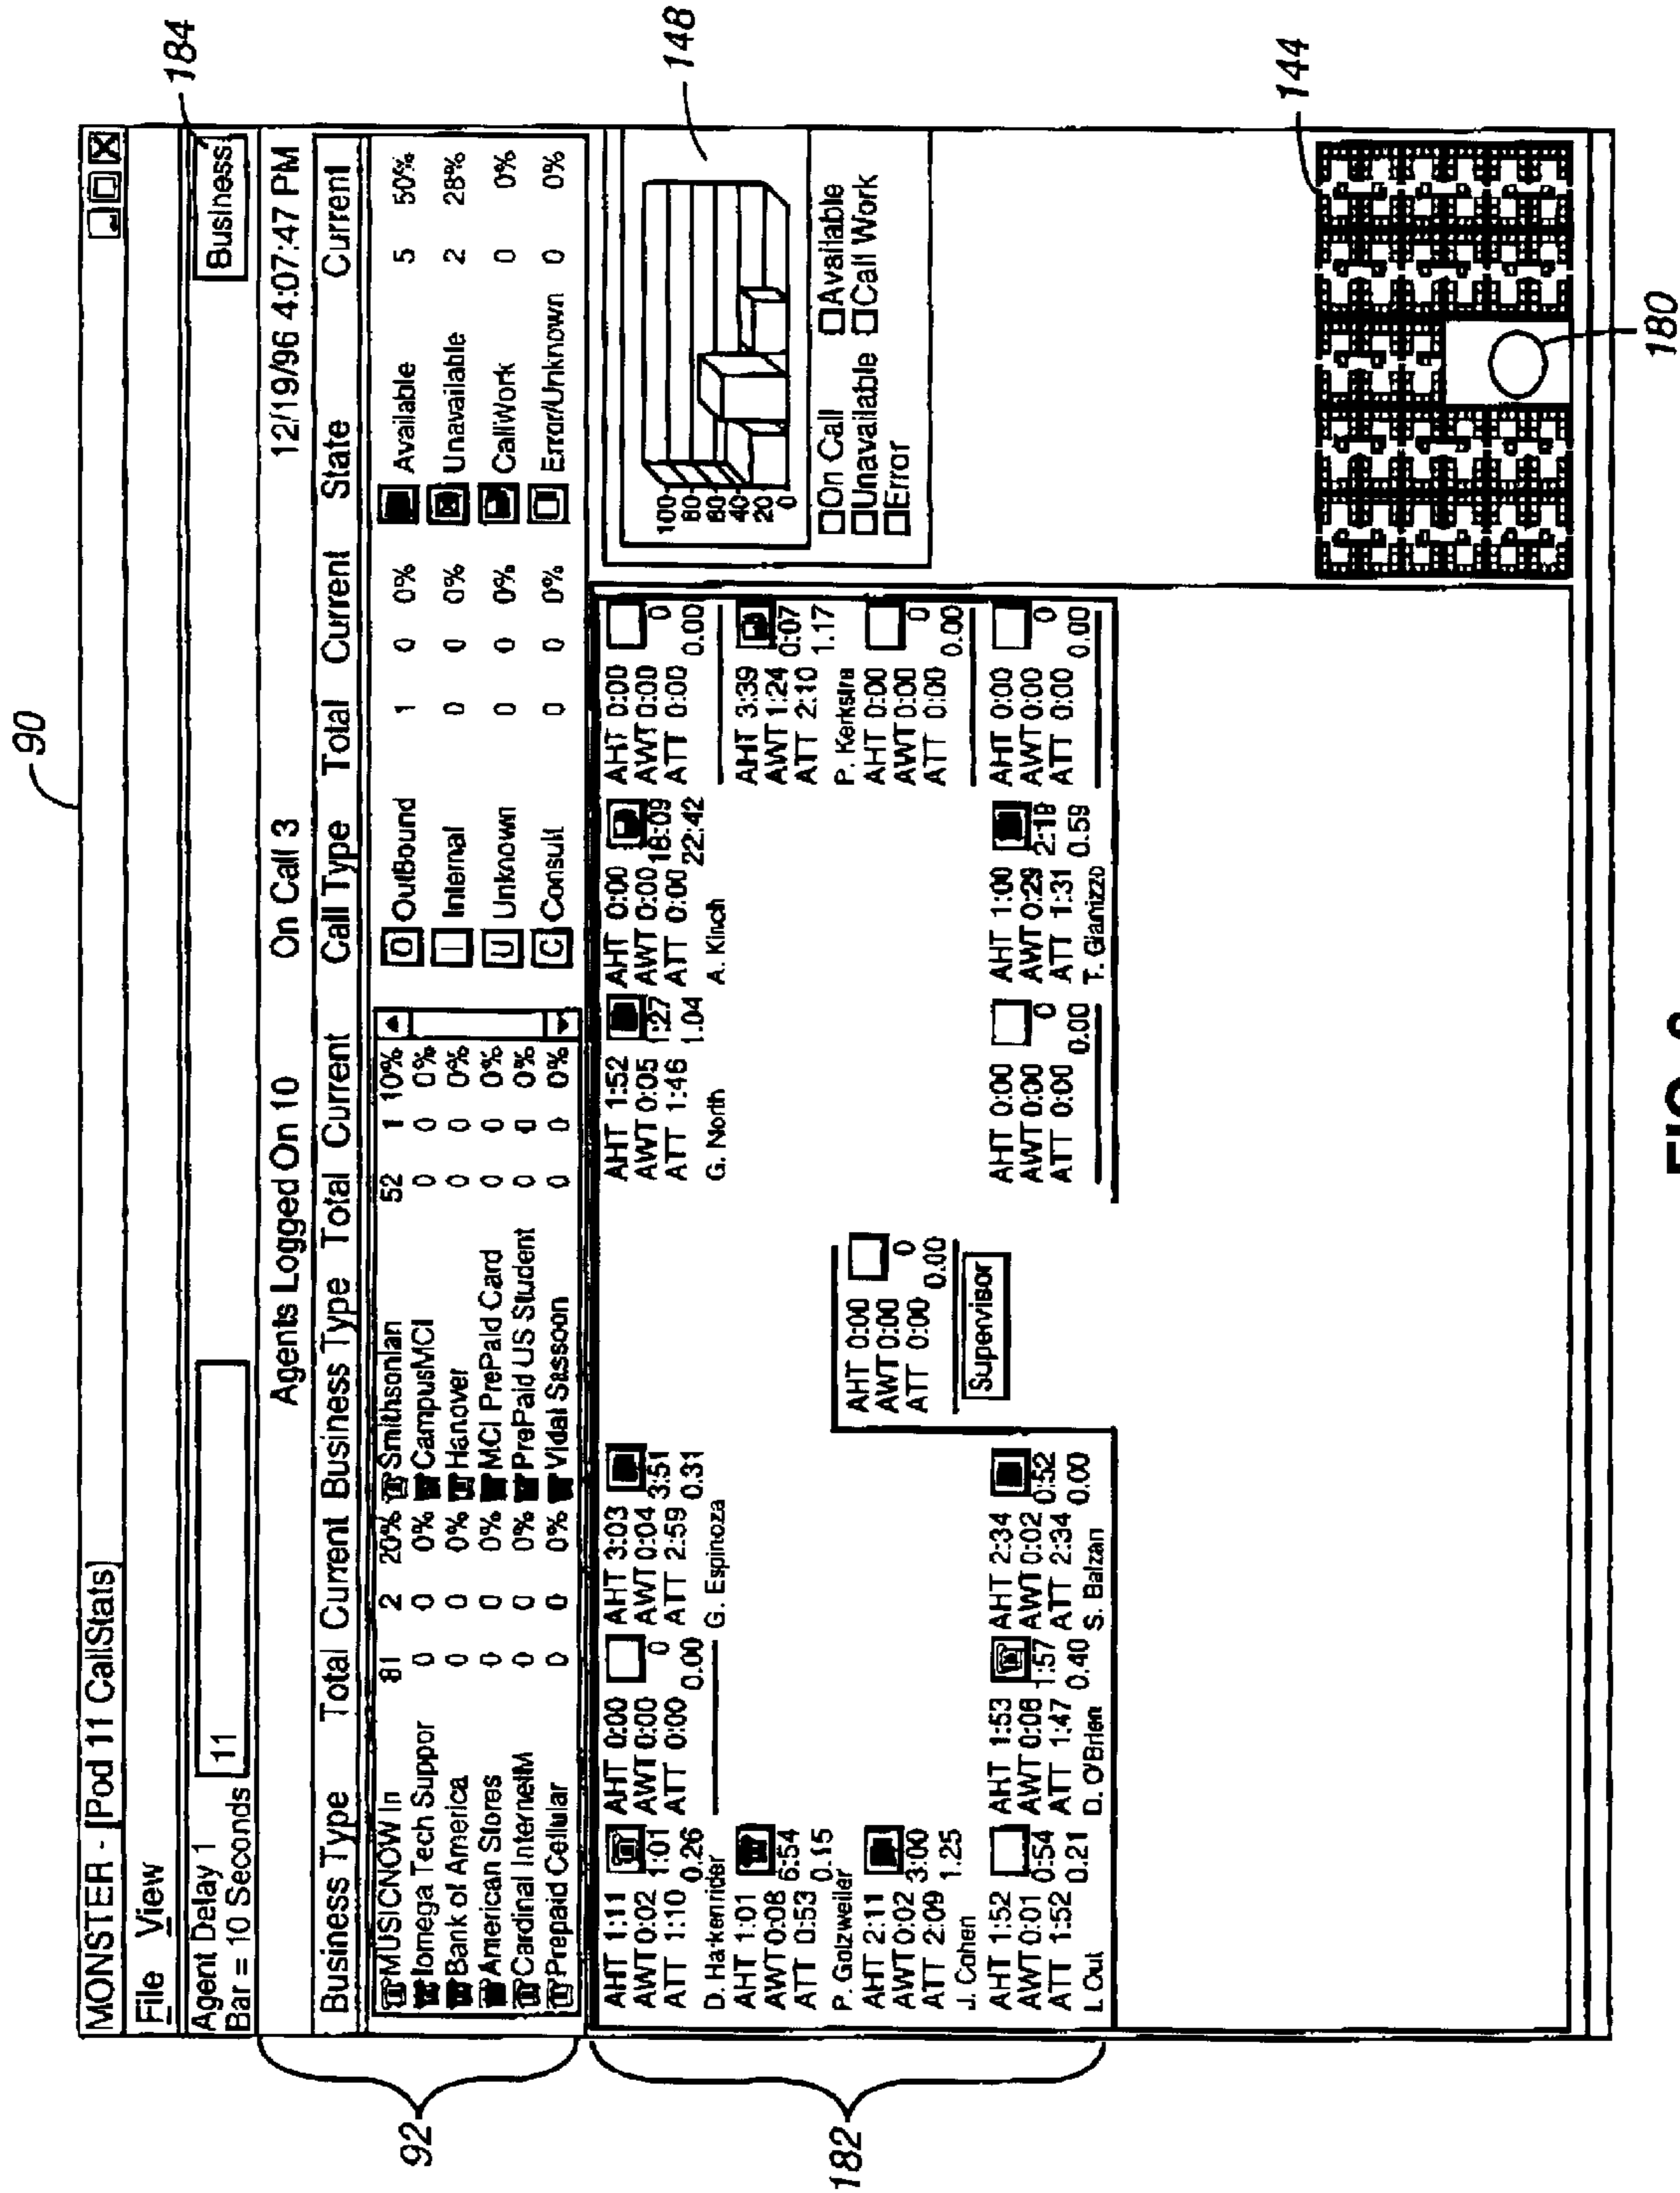 90
MONSTER - [Pod 11 CallStats]
File View
Agent Delay 1
Bar = 10 Seconds
11
Business
184
Agents Logged On 10 On Call 3 12/19/96 4:07:47 PM
Business Type Total Current Business Type Total Current Call Type Total Current State Current
MUSICNOW In 81 2 20% Smithsonian 52 1 10% O OutBound 1 0 0% Available 5 50%
Iomega Tech Suppor 0 0 0% CampusMCI 0 0 0% I Internal 0 0 0% Unavailable 2 28%
Bank of America 0 0 0% Hanover 0 0 0% U Unknown 0 0 0% CallWork 0 0%
American Stores 0 0 0% MCI PrePaid Card 0 0 0% C Consult 0 0 0% Error/Unknown 0 0%
Cardinal InternetM 0 0 0% PrePaid US Student 0 0 0%
Prepaid Cellular 0 0 0% Vidal Sassoon 0 0 0%
92
AHT 1:11
AWT 0:02 1:01
ATT 1:10 0.26
D. Hakenrider
AHT 0:00
AWT 0:00 0
ATT 0:00 0.00
AHT 3:03
AWT 0:04 3:51
ATT 2:59 0.31
G. Espinoza
AHT 1:52
AWT 0:05 1:27
ATT 1:46 1.04
G. North
AHT 0:00
AWT 0:00 18:09
ATT 0:00 22:42
A. Kinch
AHT 0:00
AWT 0:00 0
ATT 0:00 0.00
AHT 1:01
AWT 0:08 6:54
ATT 0:53 0.15
P. Golzweiler
AHT 3:39
AWT 1:24 0:07
ATT 2:10 1.17
P. Kerkstra
AHT 2:11
AWT 0:02 3:00
ATT 2:09 1.25
J. Cohen
AHT 0:00
AWT 0:00 0
ATT 0:00 0.00
Supervisor
AHT 0:00
AWT 0:00 0
ATT 0:00 0.00
AHT 1:52
AWT 0:01 0:54
ATT 1:52 0.21
L Out
AHT 1:53
AWT 0:06 1:57
ATT 1:47 0.40
D. O'Brien
AHT 2:34
AWT 0:02 0:52
ATT 2:34 0.00
S. Balzan
AHT 0:00
AWT 0:00 0
ATT 0:00 0.00
AHT 1:00
AWT 0:29 2:18
ATT 1:31 0.59
T. Gianizzo
AHT 0:00
AWT 0:00 0
ATT 0:00 0.00
182
100
80
60
40
20
0
On Call Available
Unavailable Call Work
Error
148
144
180